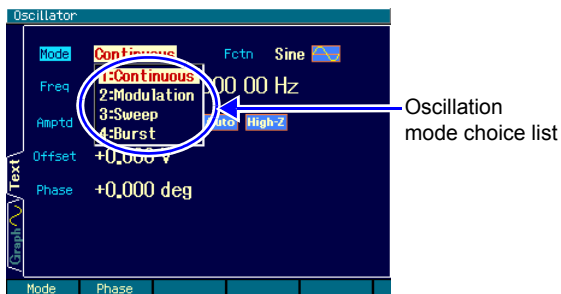 Oscillator
Mode Continuous Fctn Sine
1:Continuous
Freq 00 00 Hz
2:Modulation
3:Sweep
Amptd Auto High-Z
4:Burst
Offset +0.000 V
Phase +0.000 deg
Text
Graph
Mode Phase
Oscillation
mode choice list